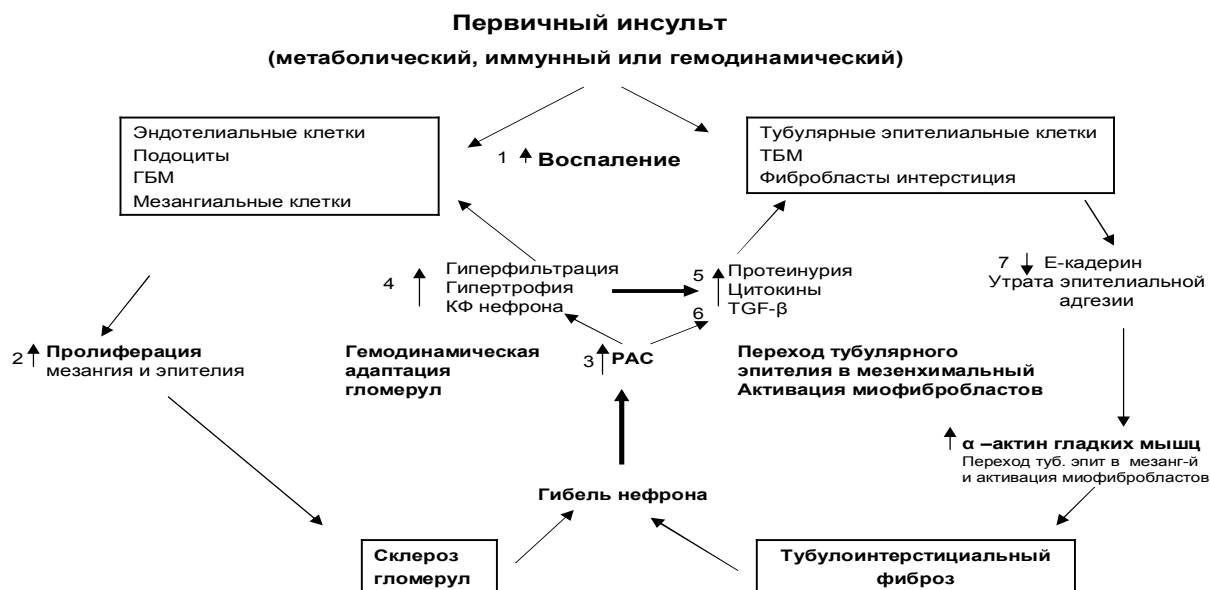 Первичный инсульт
(метаболический, иммунный или гемодинамический)
Эндотелиальные клетки
Подоциты
ГБМ
Мезангиальные клетки
1 Воспаление
Тубулярные эпителиальные клетки
ТБМ
Фибробласты интерстиция
4
Гиперфильтрация
Гипертрофия
КФ нефрона
5
Протеинурия
Цитокины
TGF-β
6
7 Е-кадерин
Утрата эпителиальной
адгезии
2 Пролиферация
мезангия и эпителия
Гемодинамическая
адаптация
гломерул
3 РАС
Переход тубулярного
эпителия в мезенхимальный
Активация миофибробластов
α –актин гладких мышц
Переход туб. эпит в мезанг-й
и активация миофибробластов
Гибель нефрона
Склероз
гломерул
Тубулоинтерстициальный
фиброз